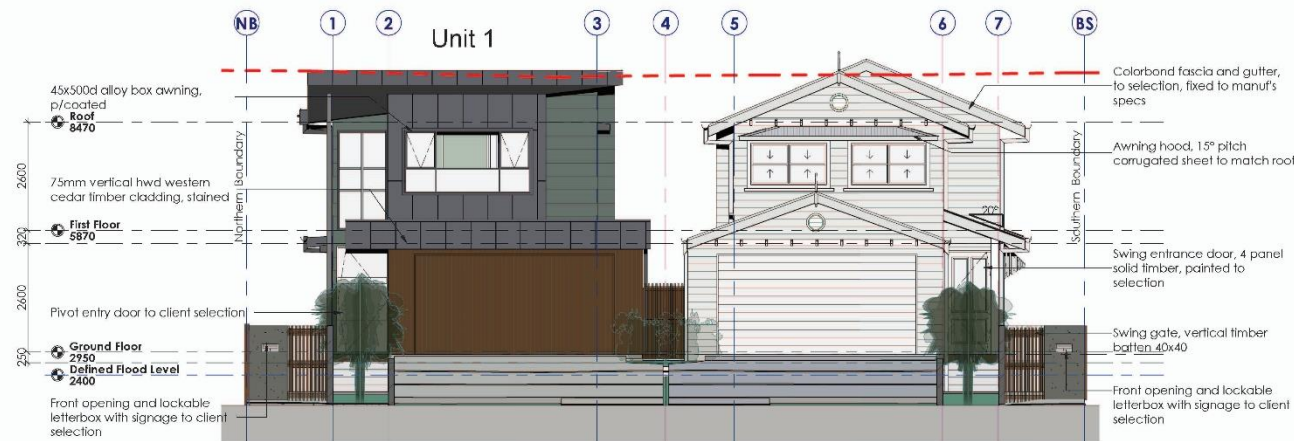 NB 1 2 3 4 5 6 7 BS
Unit 1
45x500d alloy box awning,
p/coated
Roof
8470
2600
75mm vertical hwd western
cedar timber cladding, stained
Northern Boundary
First Floor
5870
320
2600
Pivot entry door to client selection
Ground Floor
2950
250
Defined Flood Level
2400
Front opening and lockable
letterbox with signage to client
selection
Colorbond fascia and gutter,
to selection, fixed to manuf's
specs
Awning hood, 15° pitch
corrugated sheet to match roof
Southern Boundary
20°
Swing entrance door, 4 panel
solid timber, painted to
selection
Swing gate, vertical timber
batten 40x40
Front opening and lockable
letterbox with signage to client
selection